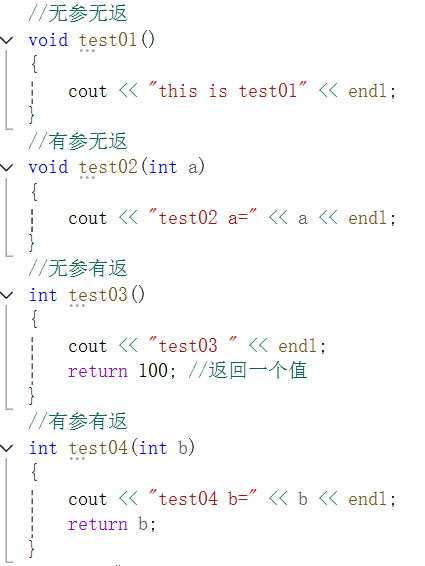 //无参无返
void test01()
{
cout << "this is test01" << endl;
}
//有参无返
void test02(int a)
{
cout << "test02 a=" << a << endl;
}
//无参有返
int test03()
{
cout << "test03 " << endl;
return 100; //返回一个值
}
//有参有返
int test04(int b)
{
cout << "test04 b=" << b << endl;
return b;
}